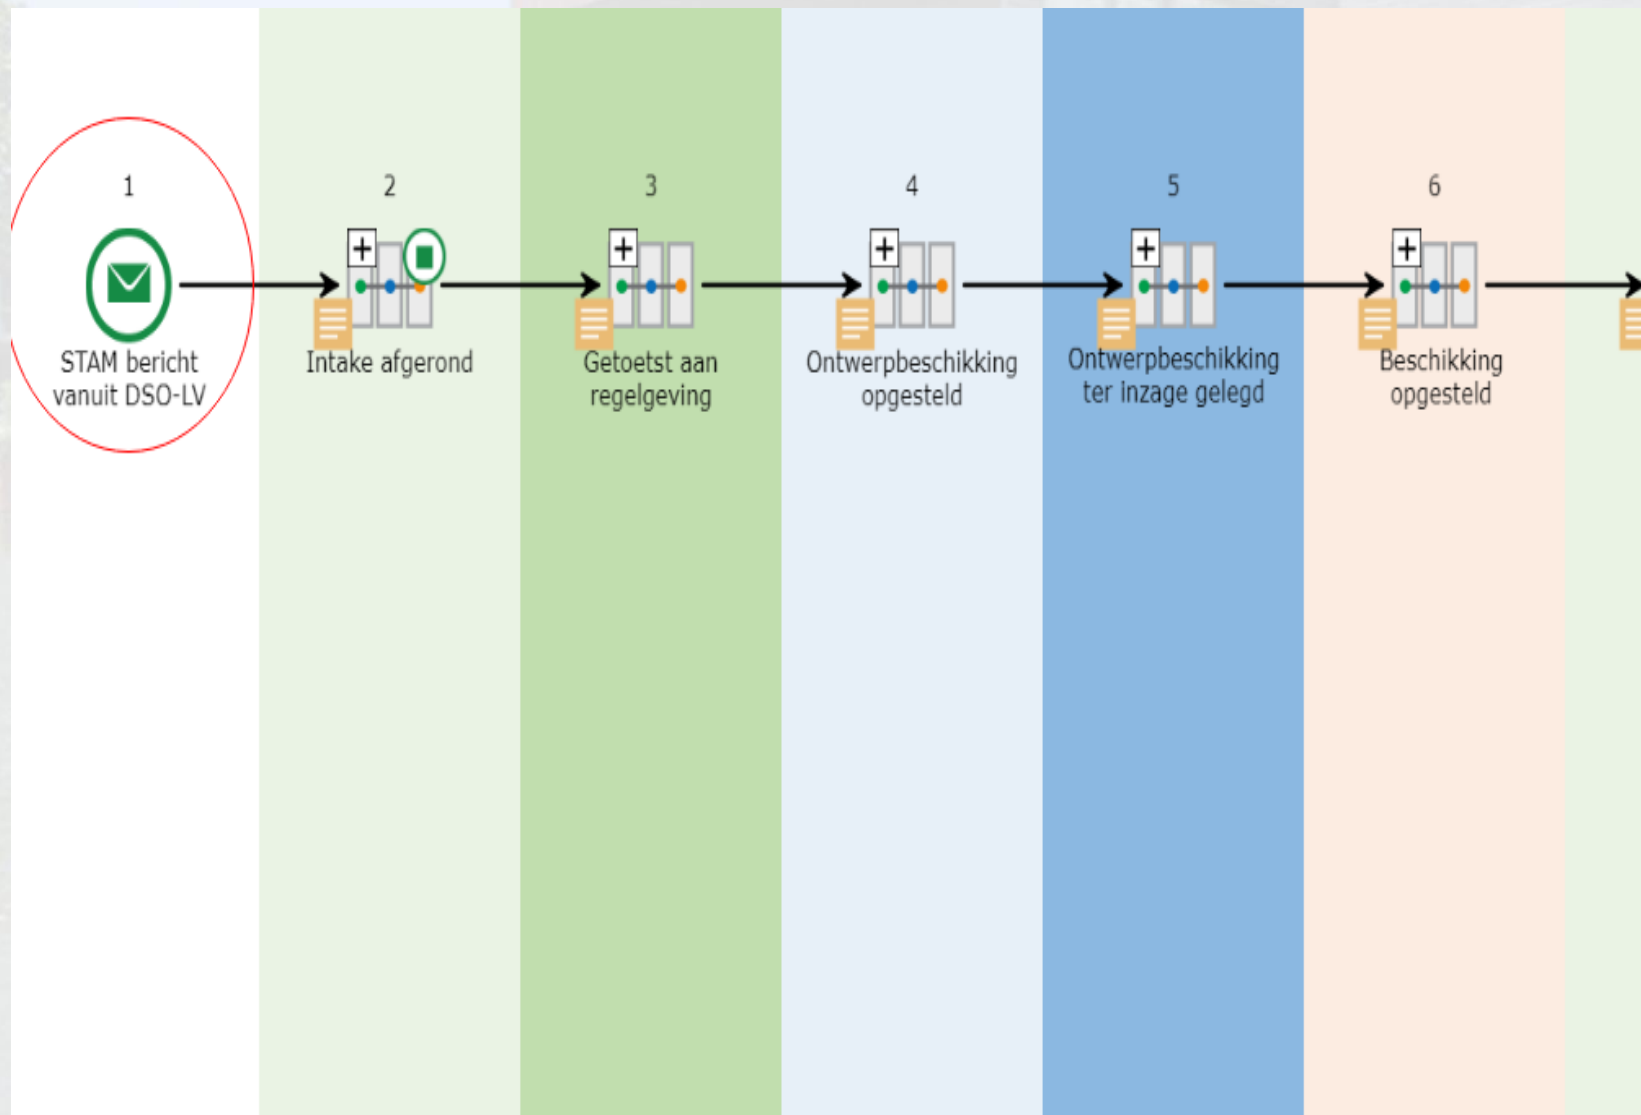 1
2
3
4
5
6
STAM bericht
vanuit DSO-LV
Intake afgerond
Getoetst aan
regelgeving
Ontwerpbeschikking
opgesteld
Ontwerpbeschikking
ter inzage gelegd
Beschikking
opgesteld